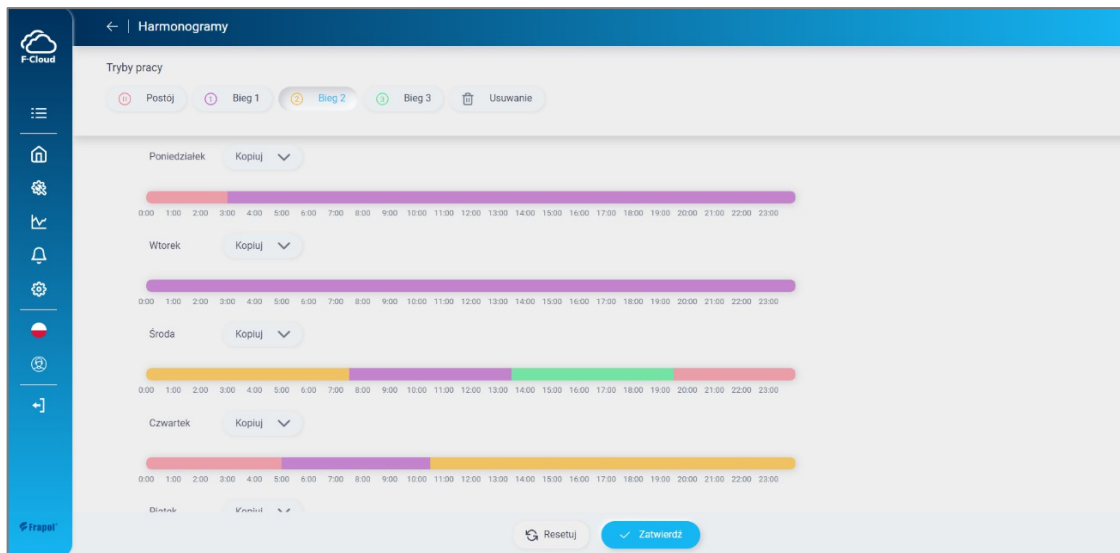 ← | Harmonogramy
F-Cloud
Tryby pracy
Postój 1 Bieg 1 2 Bieg 2 3 Bieg 3 Usuwanie
Poniedziałek Kopiuj
0:00 1:00 2:00 3:00 4:00 5:00 6:00 7:00 8:00 9:00 10:00 11:00 12:00 13:00 14:00 15:00 16:00 17:00 18:00 19:00 20:00 21:00 22:00 23:00
Wtorek Kopiuj
0:00 1:00 2:00 3:00 4:00 5:00 6:00 7:00 8:00 9:00 10:00 11:00 12:00 13:00 14:00 15:00 16:00 17:00 18:00 19:00 20:00 21:00 22:00 23:00
Środa Kopiuj
0:00 1:00 2:00 3:00 4:00 5:00 6:00 7:00 8:00 9:00 10:00 11:00 12:00 13:00 14:00 15:00 16:00 17:00 18:00 19:00 20:00 21:00 22:00 23:00
Czwartek Kopiuj
0:00 1:00 2:00 3:00 4:00 5:00 6:00 7:00 8:00 9:00 10:00 11:00 12:00 13:00 14:00 15:00 16:00 17:00 18:00 19:00 20:00 21:00 22:00 23:00
Piątek Kopiuj
Frapol
Resetuj Zatwierdź